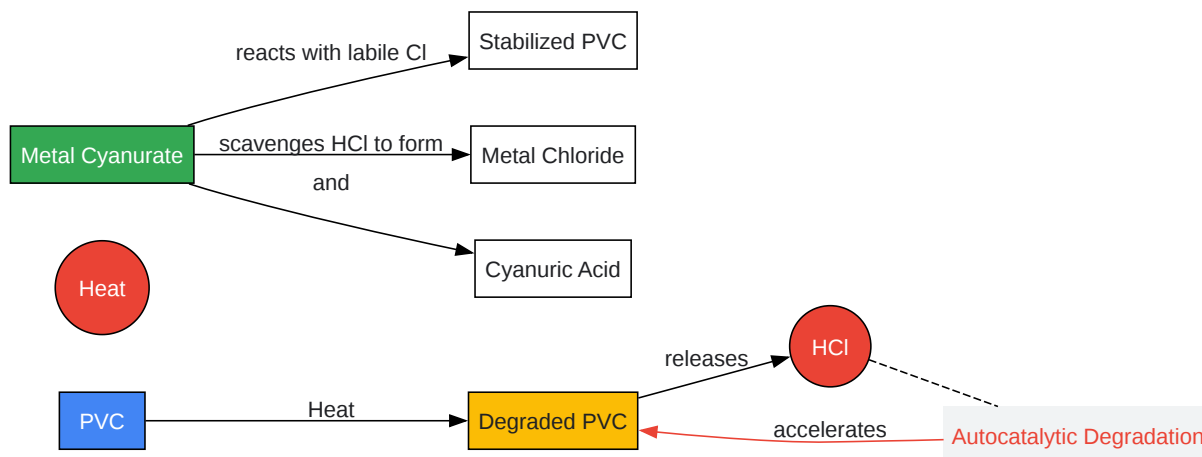 Stabilized PVC
reacts with labile Cl
Metal Cyanurate
scavenges HCl to form
Metal Chloride
and
Cyanuric Acid
Heat
HCl
releases
PVC
Heat
Degraded PVC
accelerates
Autocatalytic Degradation